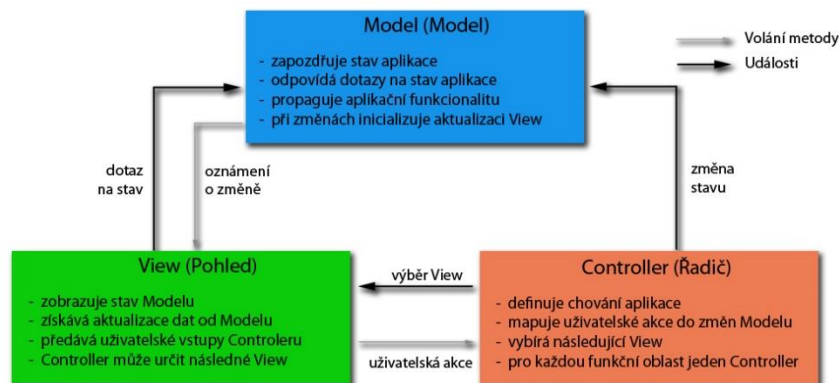 Model (Model)
- zapozdřuje stav aplikace
- odpovídá dotazy na stav aplikace
- propaguje aplikační funkcionalitu
- při změnách inicializuje aktualizaci View
Volání metody
Události
dotaz
na stav
oznámení
o změně
změna
stavu
View (Pohled)
- zobrazuje stav Modelu
- získává aktualizace dat od Modelu
- předává uživatelské vstupy Controleru
- Controller může určit následné View
výběr View
uživatelská akce
Controller (Řadič)
- definuje chování aplikace
- mapuje uživatelské akce do změn Modelu
- vybírá následující View
- pro každou funkční oblast jeden Controller